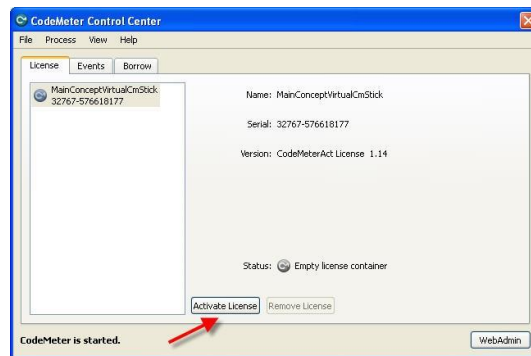 CodeMeter Control Center
File Process View Help
License Events Borrow
MainConceptVirtualCmStick
32767-576618177
Name: MainConceptVirtualCmStick
Serial: 32767-576618177
Version: CodeMeterAct License 1.14
Status: Empty license container
Activate License Remove License
CodeMeter is started. WebAdmin